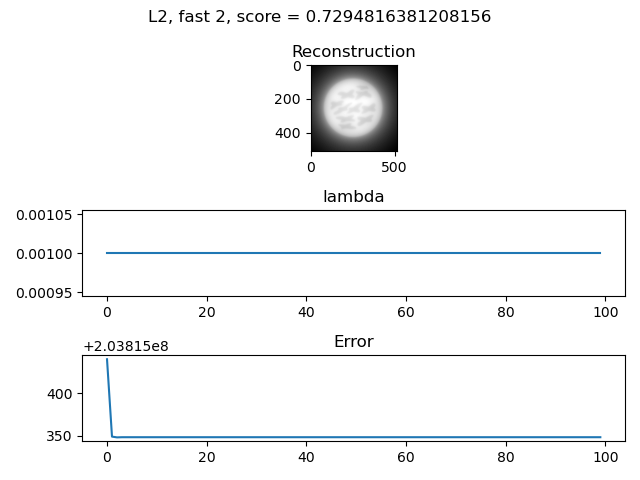 L2, fast 2, score = 0.7294816381208156
Reconstruction
0
200
400
0 500
lambda
0.00105
0.00100
0.00095
0 20 40 60 80 100
+2.03815e8
Error
400
350
0 20 40 60 80 100